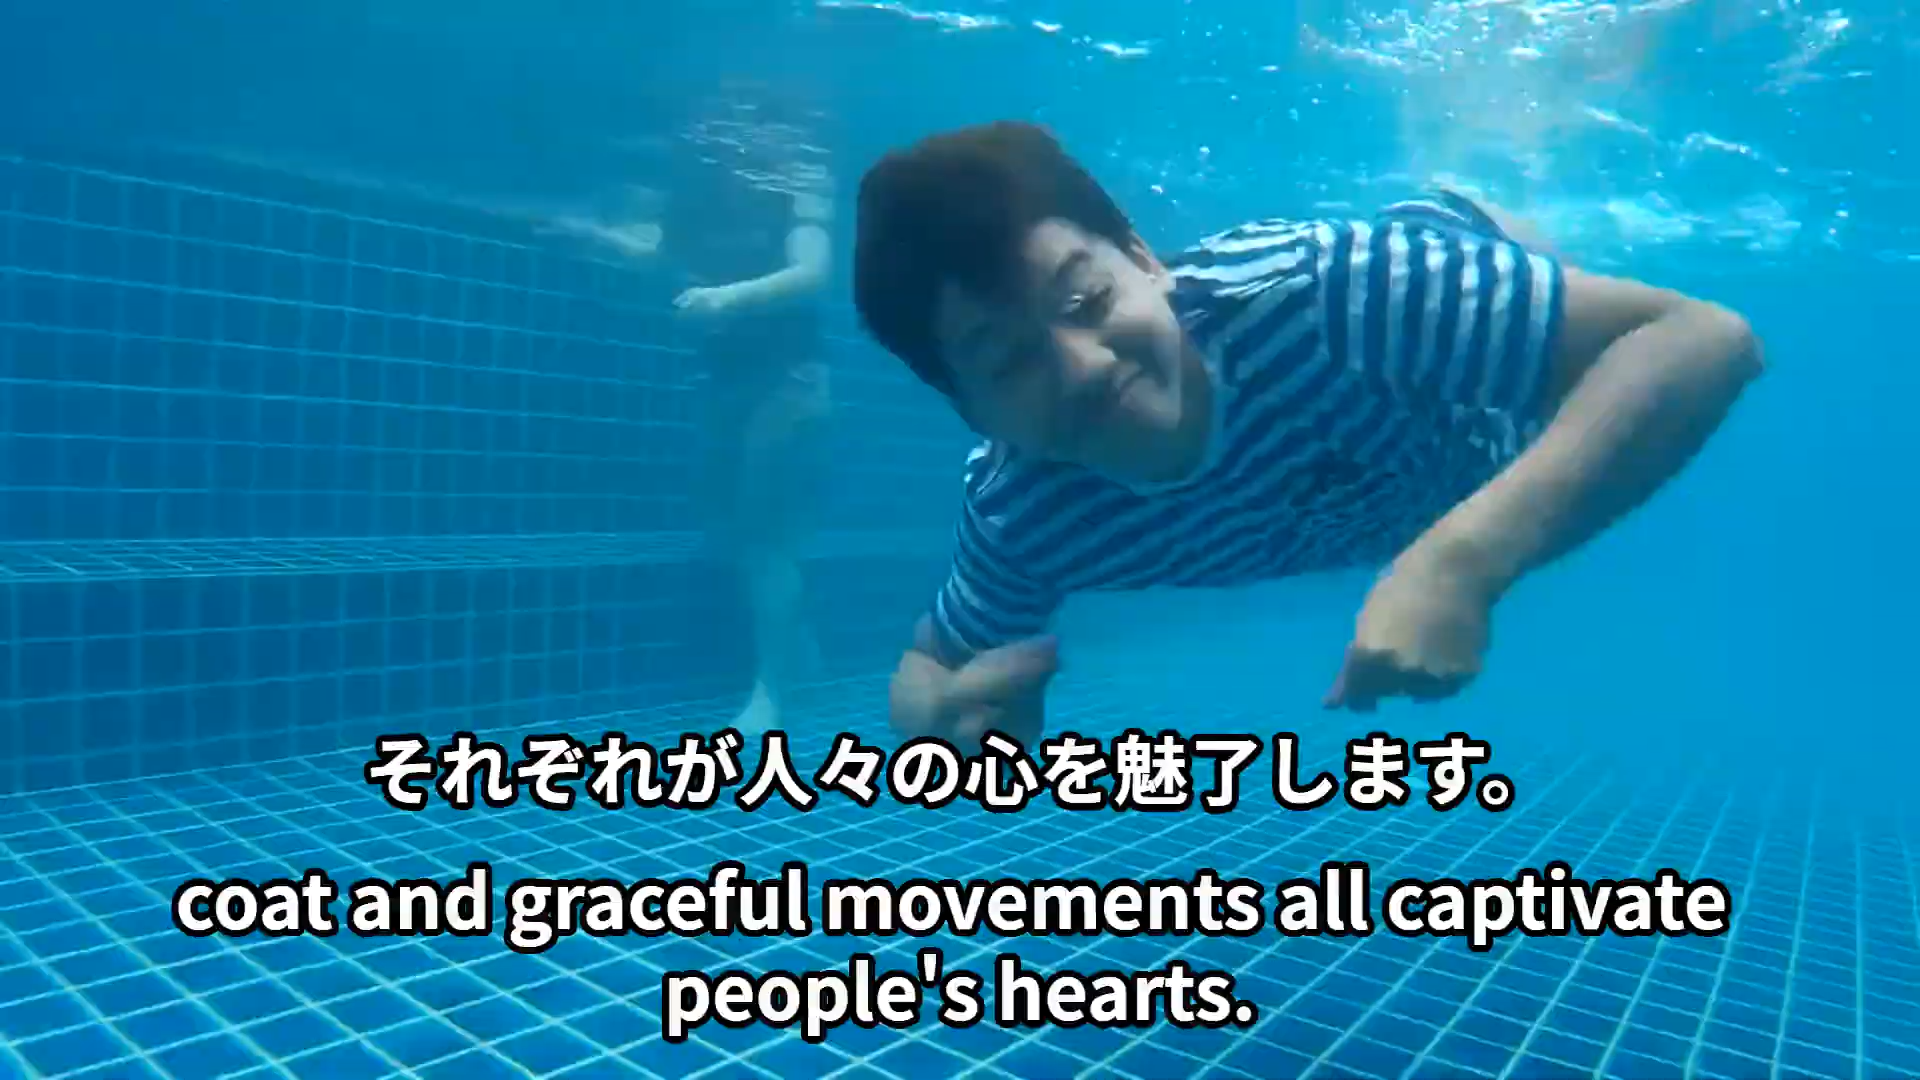 それぞれが人々の心を魅了します。
coat and graceful movements all captivate
people's hearts.